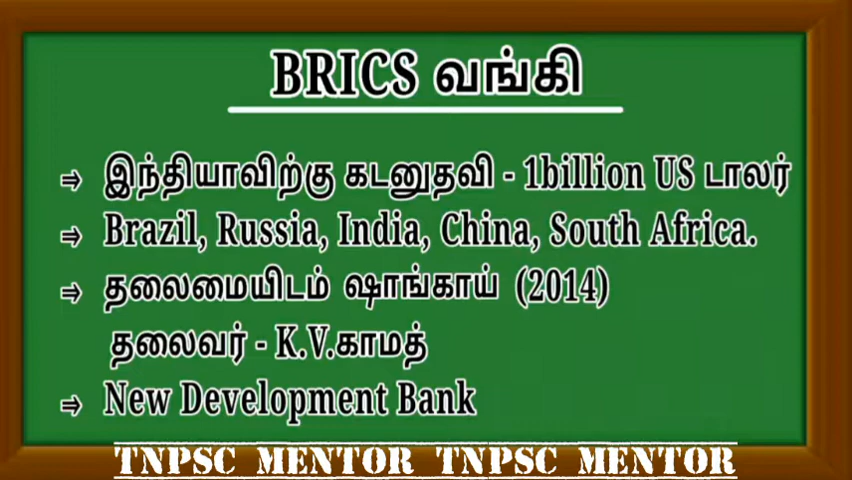 BRICS வங்கி
⇒ இந்தியாவிற்கு கடனுதவி - 1billion US டாலர்
⇒ Brazil, Russia, India, China, South Africa.
⇒ தலைமையிடம் ஷாங்காய் (2014)
தலைவர் - K.V.காமத்
⇒ New Development Bank
TNPSC MENTOR TNPSC MENTOR